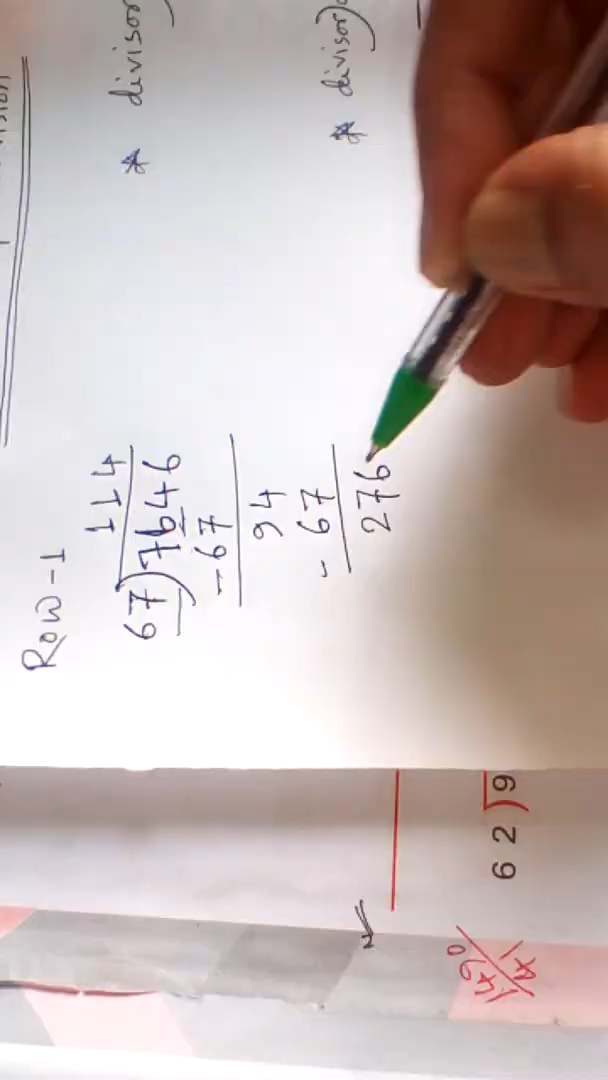 Row-1
* divisor
* divisor)
114
67)7646
-67
94
- 67
276
62)9